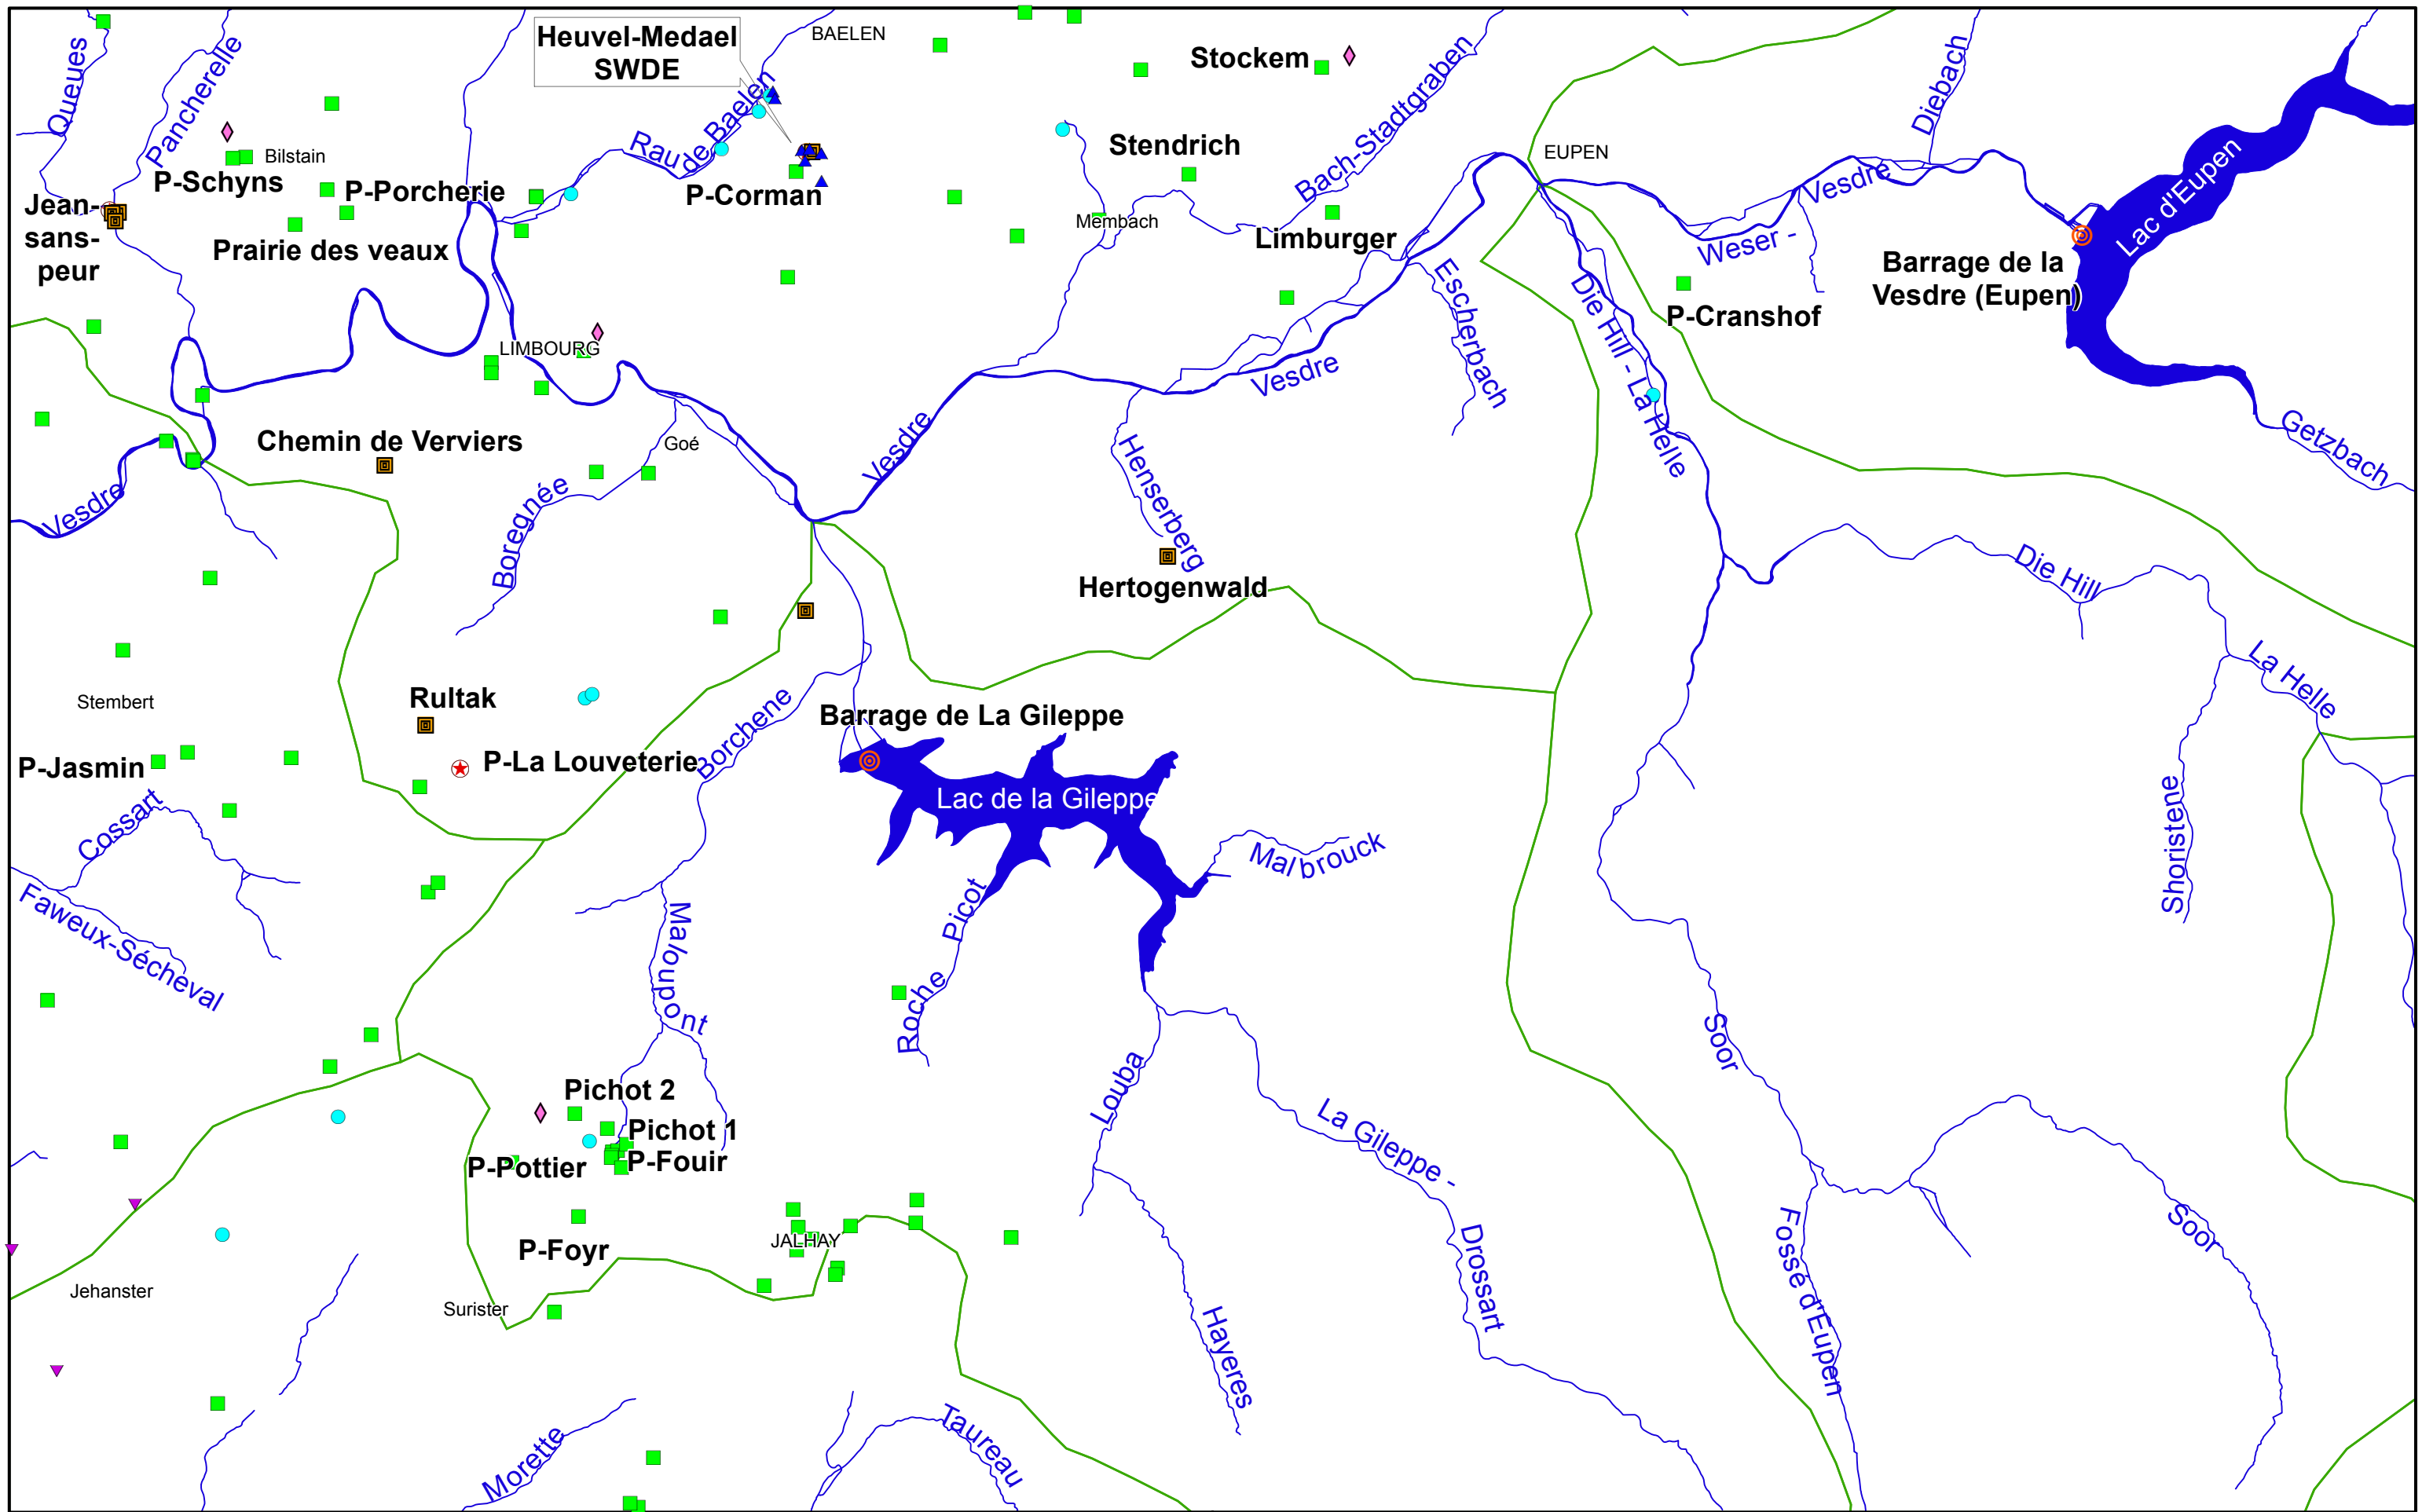 Queues
Pancherelle
Heuvel-Medael
SWDE
BAELEN
Stockem
Bach-Stadtgraben
Diebach
Raude
Baelen
Bilstain
P-Schyns
P-Porcherie
P-Corman
Stendrich
EUPEN
Vesdre
Lac d'Eupen
Jean-
sans-
peur
Prairie des veaux
Membach
Limburger
Weser -
Barrage de la
Vesdre (Eupen)
Escherbach
Die Hill - La Helle
P-Cranshof
LIMBOURG
Vesdre
Getzbach
Chemin de Verviers
Goé
Vesdre
Henserberg
Vesdre
Boregnée
Hertogenwald
Die Hill
La Helle
Stembert
Rultak
Borchene
Barrage de La Gileppe
P-Jasmin
P-La Louveterie
Lac de la Gileppe
Shoristene
Cossart
Malbrouck
Faweux-Sécheval
Maloupont
Roche Picot
Soor
Louba
Pichot 2
Pichot 1
P-Pottier
P-Fouir
La Gileppe -
Drossart
P-Foyr
JALHAY
Soor
Fosse d'Eupen
Jehanster
Surister
Hayeres
Morette
Taureau